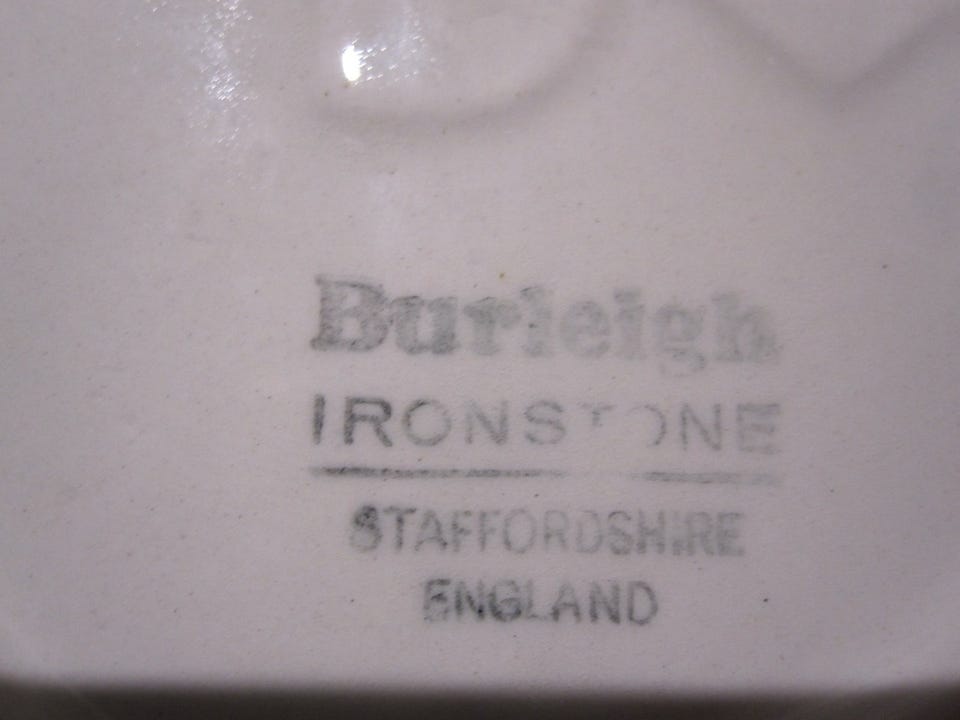 Burleigh
IRONSTONE
STAFFORDSHIRE
ENGLAND